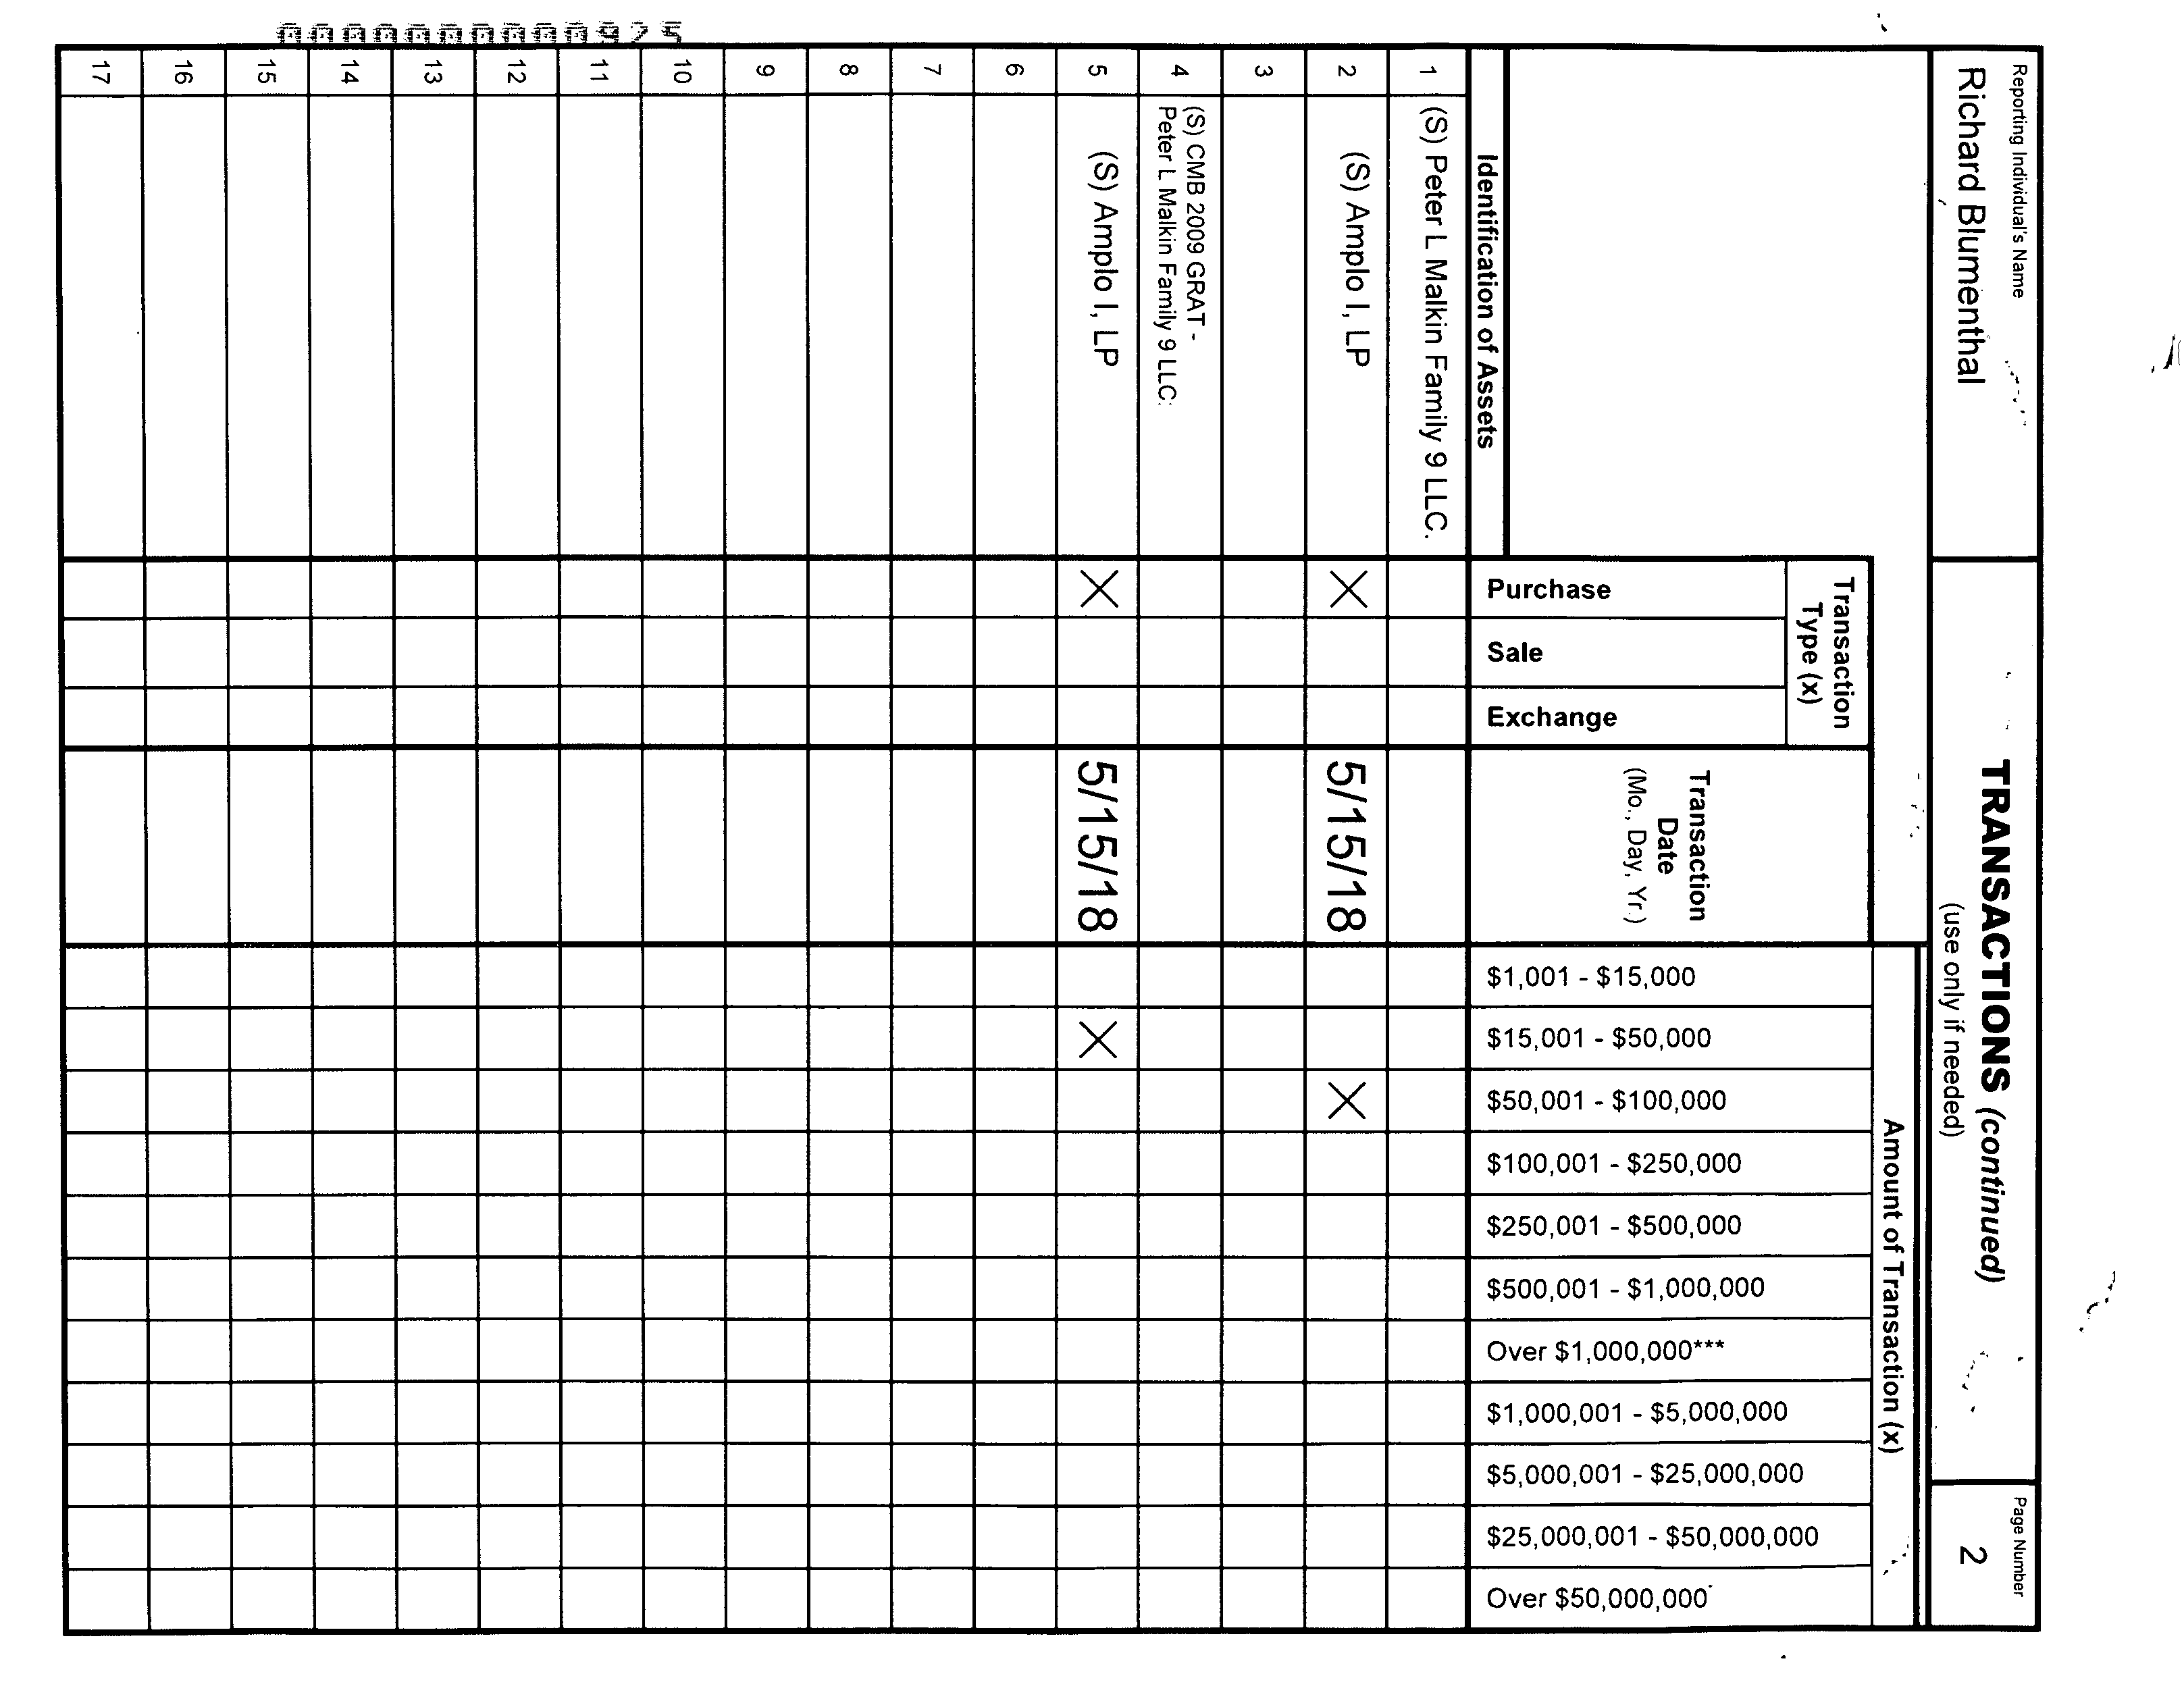 Reporting Individual's Name
Richard Blumenthal
TRANSACTIONS (continued)
(use only if needed)
Page Number
2
Identification of Assets
Transaction
Type (x)
Purchase
Sale
Exchange
Transaction
Date
(Mo., Day, Yr.)
Amount of Transaction (x)
$1,001 - $15,000
$15,001 - $50,000
$50,001 - $100,000
$100,001 - $250,000
$250,001 - $500,000
$500,001 - $1,000,000
Over $1,000,000***
$1,000,001 - $5,000,000
$5,000,001 - $25,000,000
$25,000,001 - $50,000,000
Over $50,000,000
1 (S) Peter L Malkin Family 9 LLC.
2 (S) Amplo I, LP X 5/15/18 X
3
4 (S) CMB 2009 GRAT -
Peter L Malkin Family 9 LLC:
5 (S) Amplo I, LP X 5/15/18 X
6
7
8
9
10
11
12
13
14
15
16
17